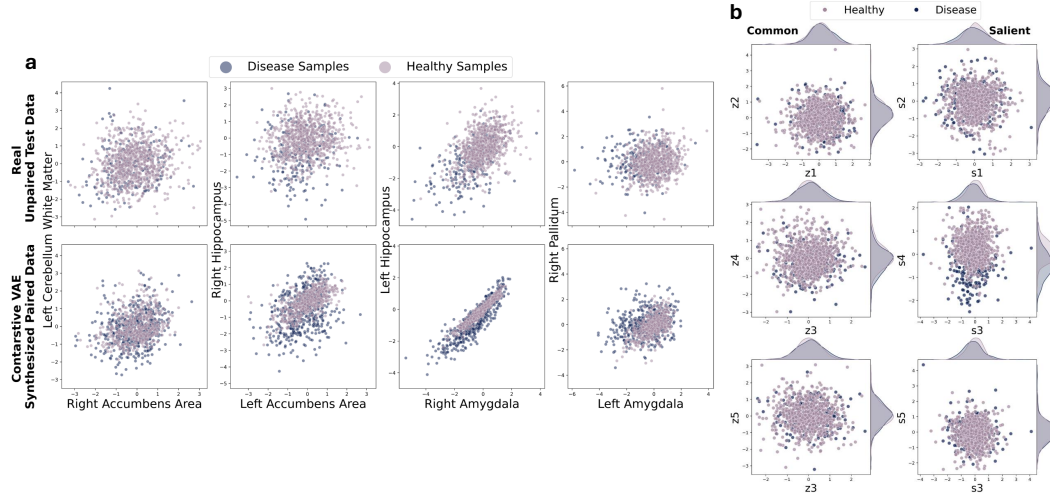 a
Disease Samples
Healthy Samples
Real
Unpaired Test Data
Contarstive VAE
Synthesized Paired Data
Left Cerebellum White Matter
Right Hippocampus
Left Hippocampus
Right Pallidum
Right Accumbens Area
Left Accumbens Area
Right Amygdala
Left Amygdala
b
Healthy
Disease
Common
Salient
z2
z1
s2
s1
z4
z3
s4
s3
z5
z3
s5
s3